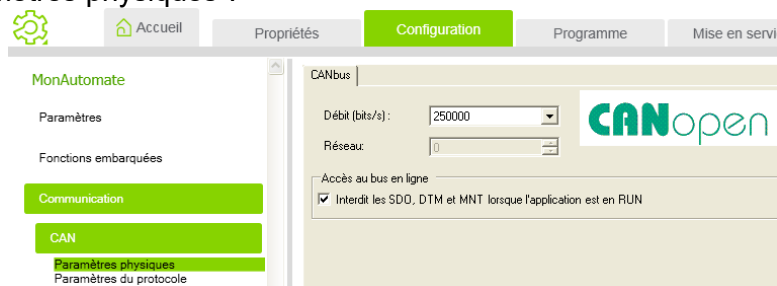 mètres physiques :
Accueil
Propriétés
Configuration
Programme
Mise en servi
MonAutomate
Paramètres
Fonctions embarquées
Communication
CAN
Paramètres physiques
Paramètres du protocole
CANbus
Débit (bits/s) :
250000
Réseau:
0
CANopen
Accès au bus en ligne
Interdit les SDO, DTM et MNT lorsque l'application est en RUN